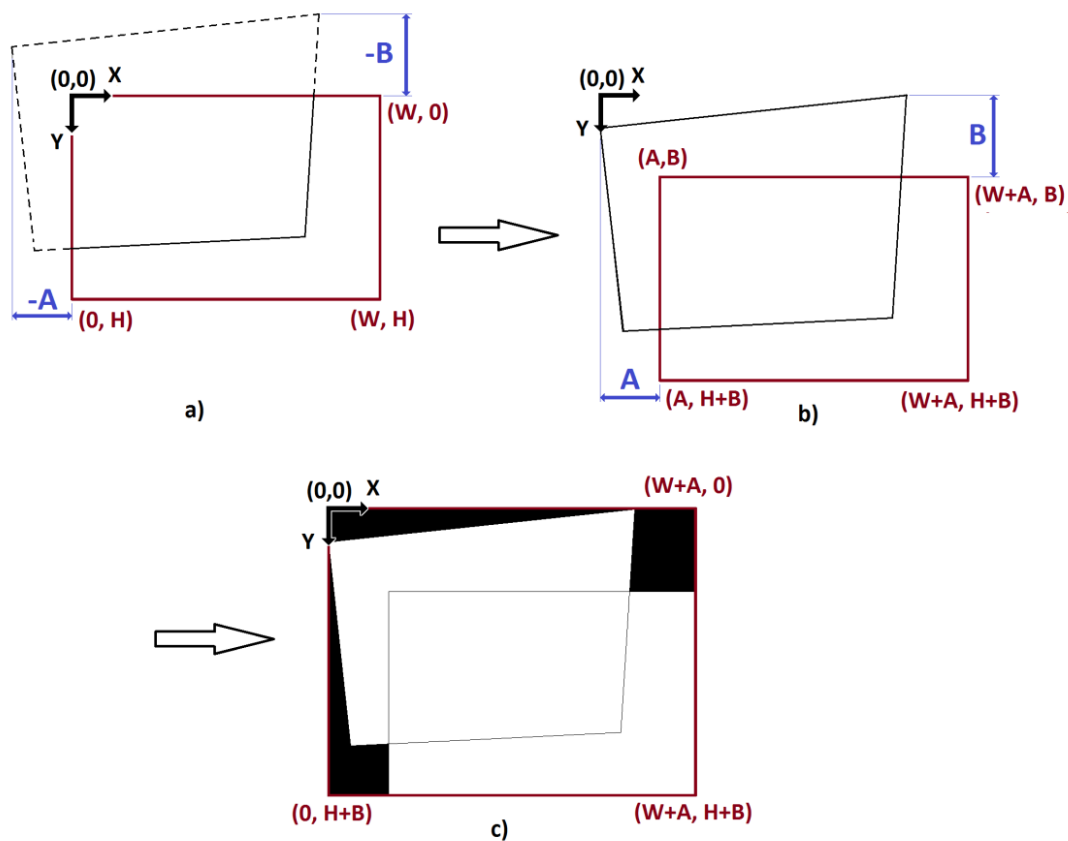 -B
(0,0) X
(W, 0)
Y
-A
(0, H)
(W, H)
a)
(0,0) X
Y
B
(A,B)
(W+A, B)
A
(A, H+B)
(W+A, H+B)
b)
(0,0) X
(W+A, 0)
Y
(0, H+B)
(W+A, H+B)
c)